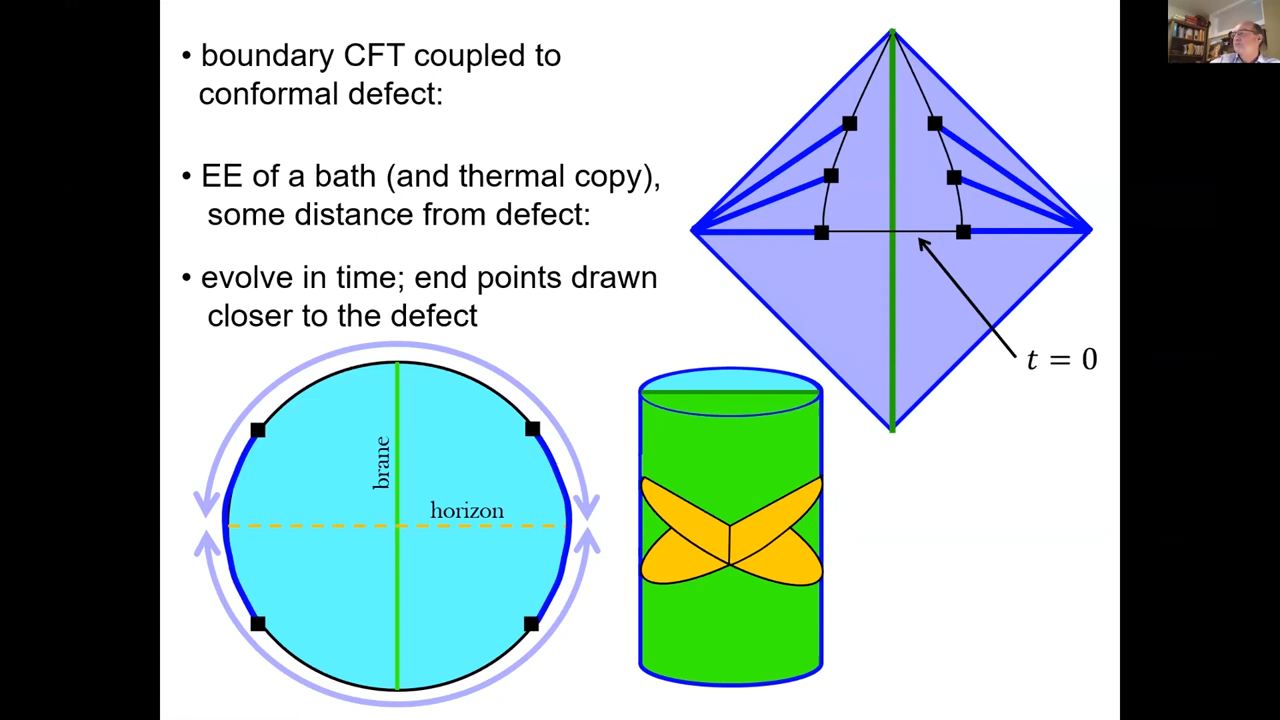 • boundary CFT coupled to
conformal defect:
• EE of a bath (and thermal copy),
some distance from defect:
• evolve in time; end points drawn
closer to the defect
t = 0
brane
horizon